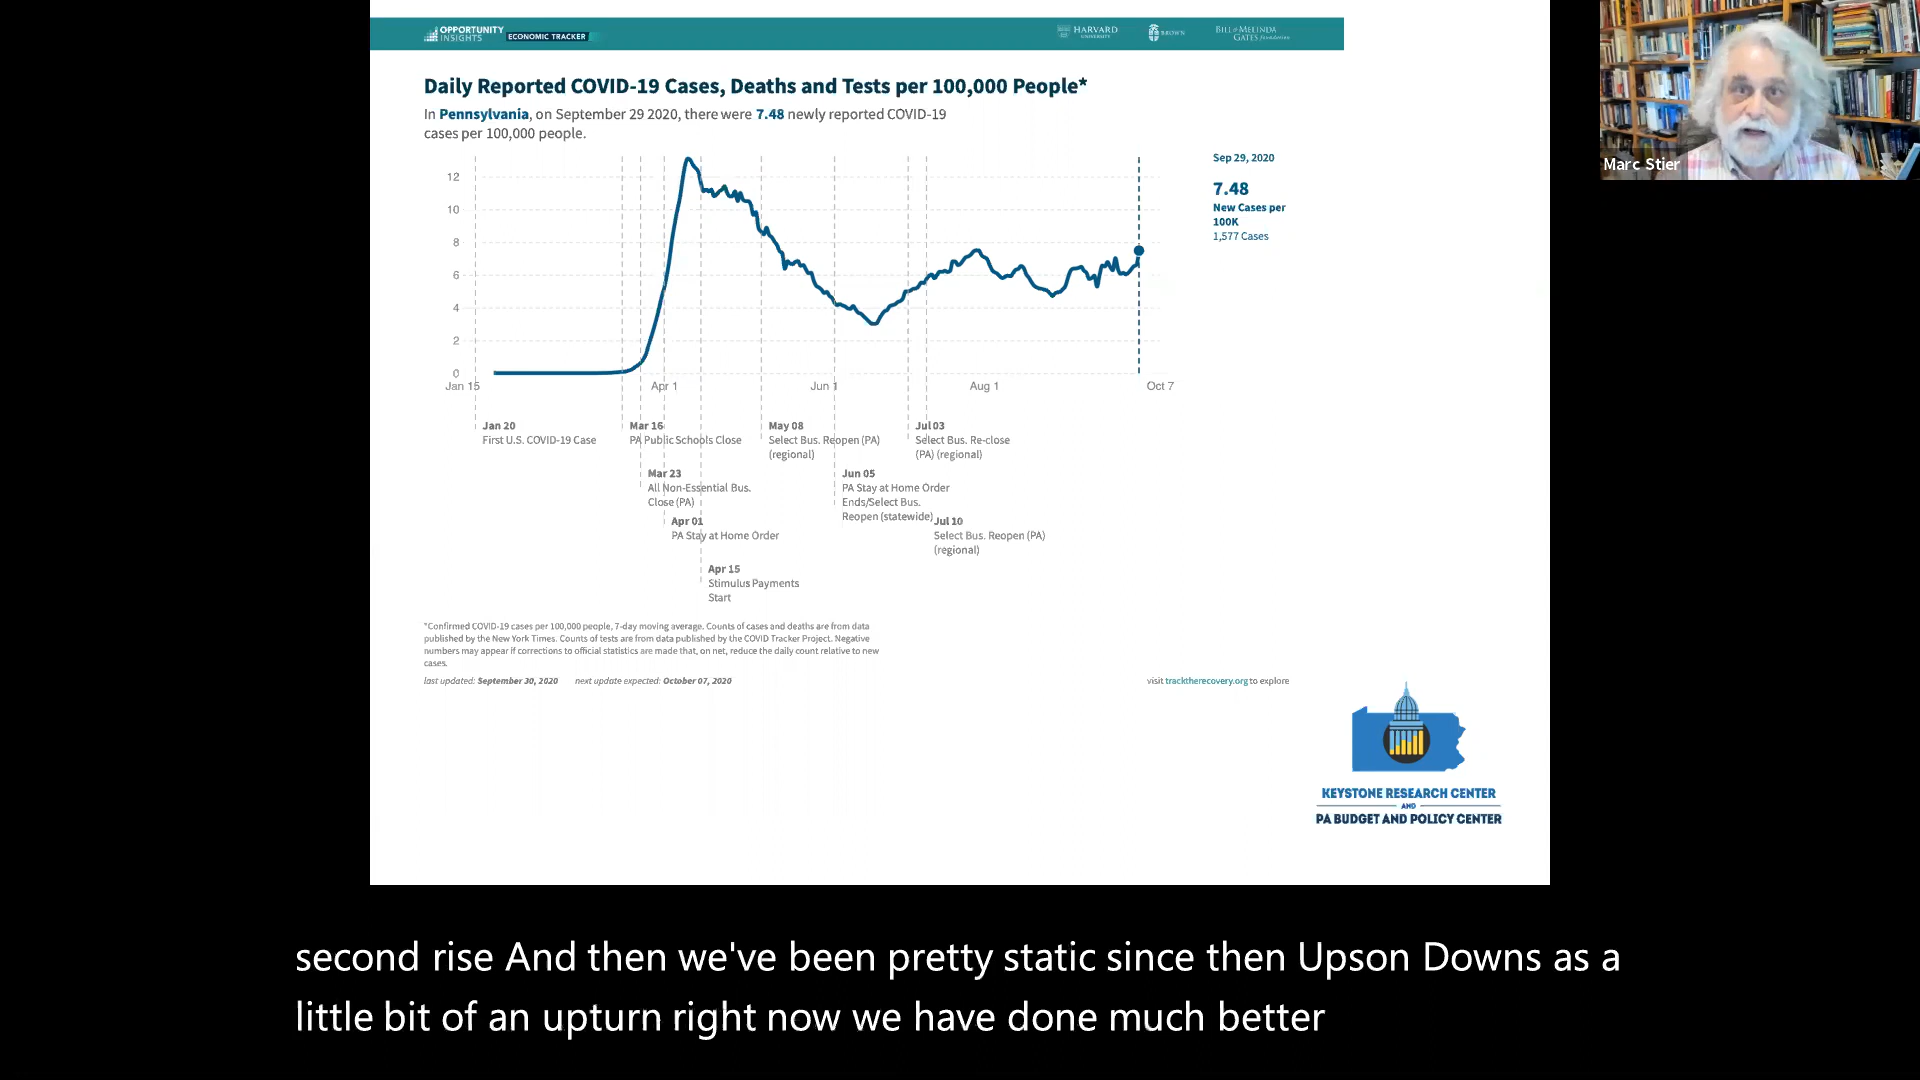 OPPORTUNITY
INSIGHTS
ECONOMIC TRACKER
HARVARD
UNIVERSITY
BROWN
BILL & MELINDA
GATES foundation
Marc Stier
Daily Reported COVID-19 Cases, Deaths and Tests per 100,000 People*
In Pennsylvania, on September 29 2020, there were 7.48 newly reported COVID-19
cases per 100,000 people.
Sep 29, 2020
7.48
New Cases per
100K
1,577 Cases
12
10
8
6
4
2
0
Jan 15
Apr 1
Jun 1
Aug 1
Oct 7
Jan 20
First U.S. COVID-19 Case
Mar 16
PA Public Schools Close
May 08
Select Bus. Reopen (PA)
(regional)
Jul 03
Select Bus. Re-close
(PA) (regional)
Mar 23
All Non-Essential Bus.
Close (PA)
Jun 05
PA Stay at Home Order
Ends/Select Bus.
Reopen (statewide)
Apr 01
PA Stay at Home Order
Jul 10
Select Bus. Reopen (PA)
(regional)
Apr 15
Stimulus Payments
Start
*Confirmed COVID-19 cases per 100,000 people, 7-day moving average. Counts of cases and deaths are from data
published by the New York Times. Counts of tests are from data published by the COVID Tracker Project. Negative
numbers may appear if corrections to official statistics are made that, on net, reduce the daily count relative to new
cases.
last updated: September 30, 2020 next update expected: October 07, 2020
visit tracktherecovery.org to explore
KEYSTONE RESEARCH CENTER
AND
PA BUDGET AND POLICY CENTER
second rise And then we've been pretty static since then Upson Downs as a
little bit of an upturn right now we have done much better